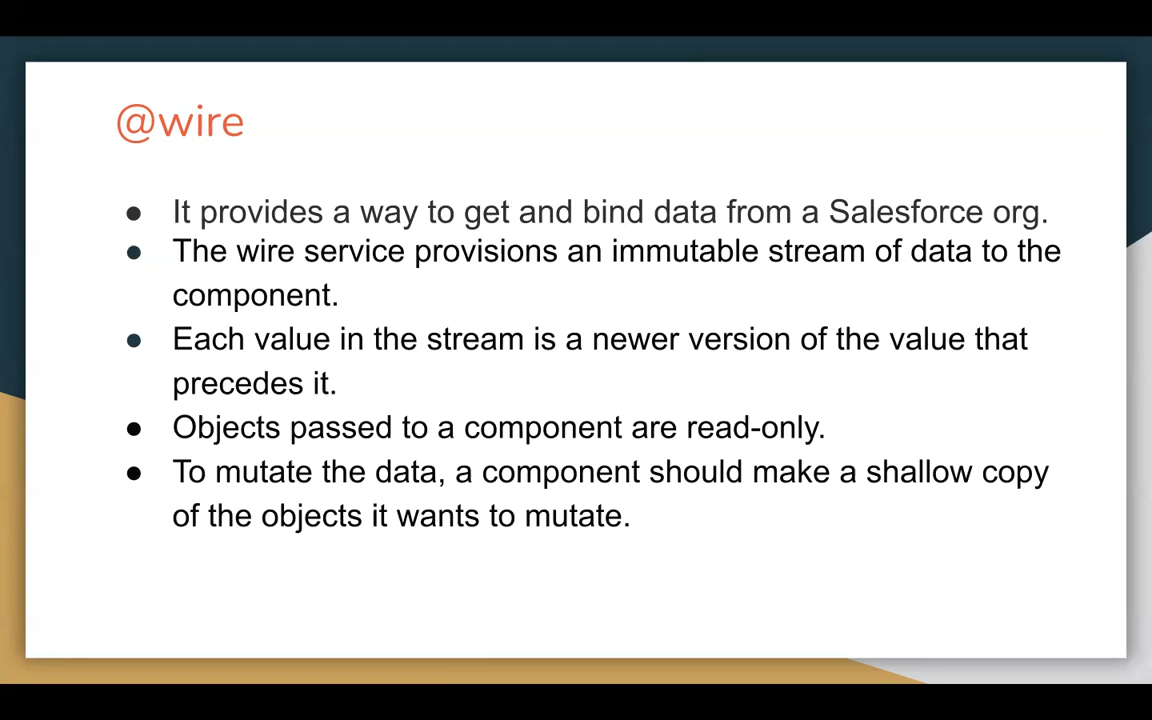 @wire
● It provides a way to get and bind data from a Salesforce org.
● The wire service provisions an immutable stream of data to the
component.
● Each value in the stream is a newer version of the value that
precedes it.
● Objects passed to a component are read-only.
● To mutate the data, a component should make a shallow copy
of the objects it wants to mutate.